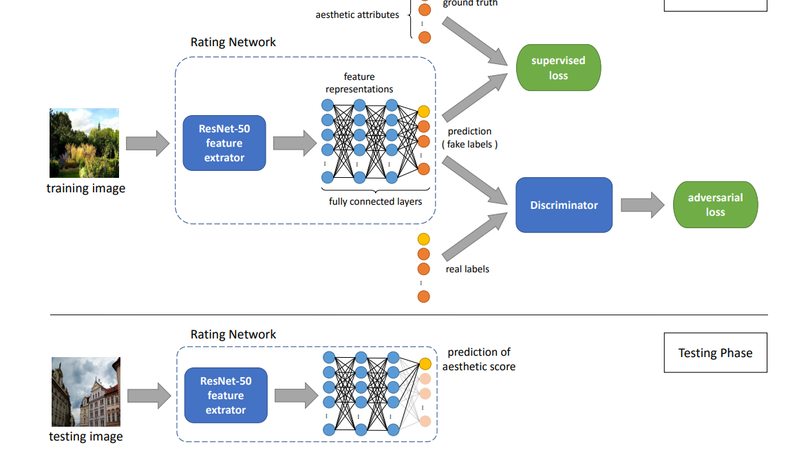 ground truth
aesthetic attributes
Rating Network
supervised
loss
feature
representations
ResNet-50
feature
extrator
prediction
( fake labels )
training image
fully connected layers
Discriminator
adversarial
loss
real labels
Rating Network
Testing Phase
prediction of
aesthetic score
ResNet-50
feature
extrator
testing image